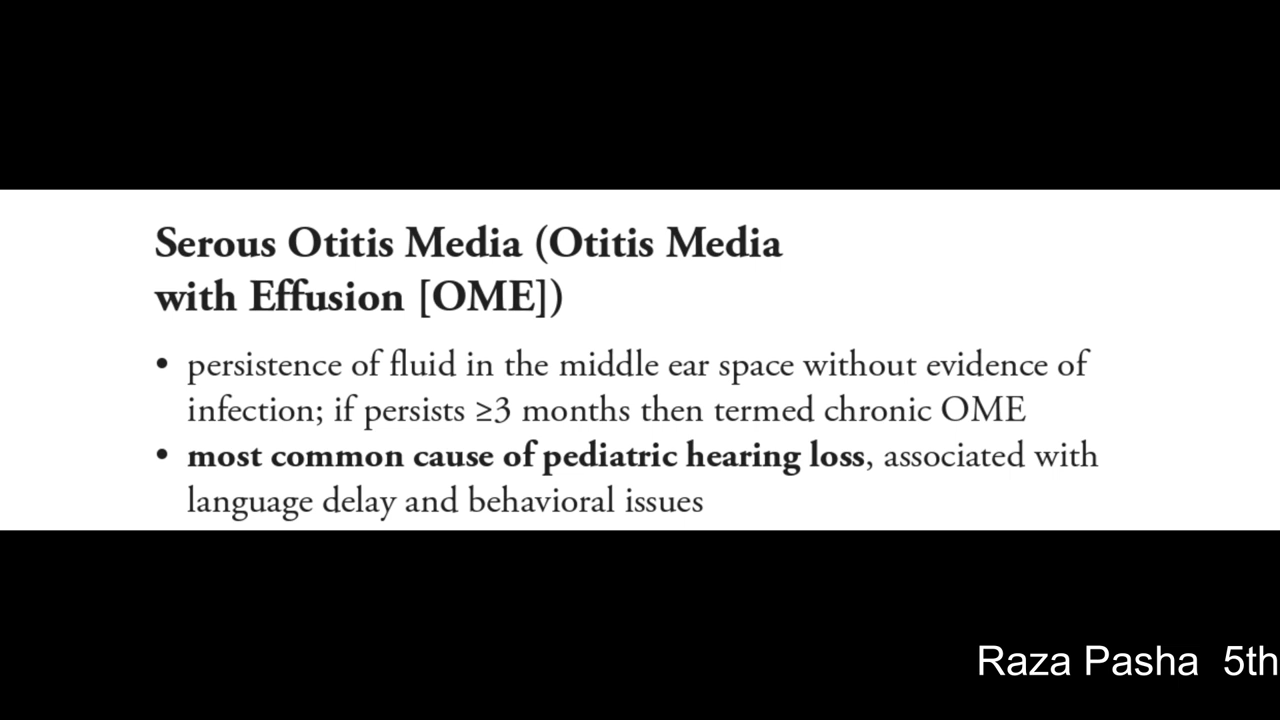 Serous Otitis Media (Otitis Media
with Effusion [OME])
• persistence of fluid in the middle ear space without evidence of
infection; if persists ≥3 months then termed chronic OME
• most common cause of pediatric hearing loss, associated with
language delay and behavioral issues
Raza Pasha 5th